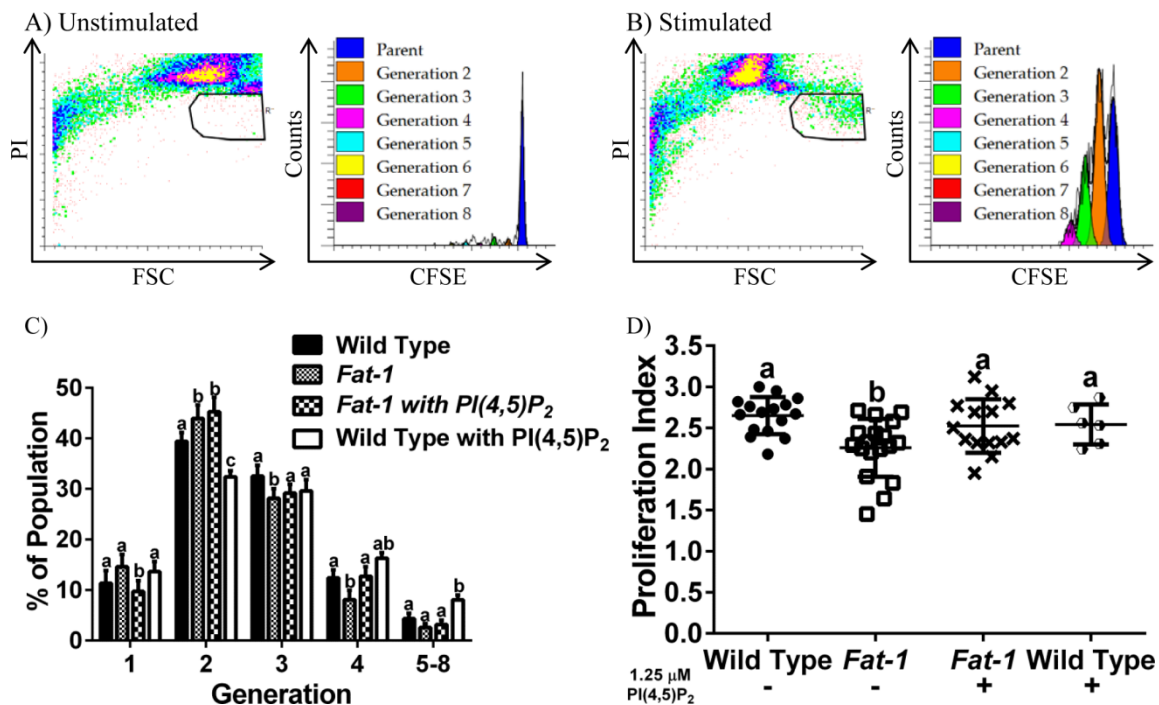 A) Unstimulated
PI
FSC
Counts
Parent
Generation 2
Generation 3
Generation 4
Generation 5
Generation 6
Generation 7
Generation 8
CFSE
B) Stimulated
PI
FSC
Counts
Parent
Generation 2
Generation 3
Generation 4
Generation 5
Generation 6
Generation 7
Generation 8
CFSE
C)
Wild Type
Fat-1
Fat-1 with PI(4,5)P₂
Wild Type with PI(4,5)P₂
% of Population
50
40
30
20
10
0
a a b a
a b b c
a b a a
a b a ab
a a a b
1 2 3 4 5-8
Generation
D)
Proliferation Index
3.5
3.0
2.5
2.0
1.5
1.0
0.5
0.0
a b a a
Wild Type Fat-1 Fat-1 Wild Type
1.25 μM
PI(4,5)P₂ - - + +